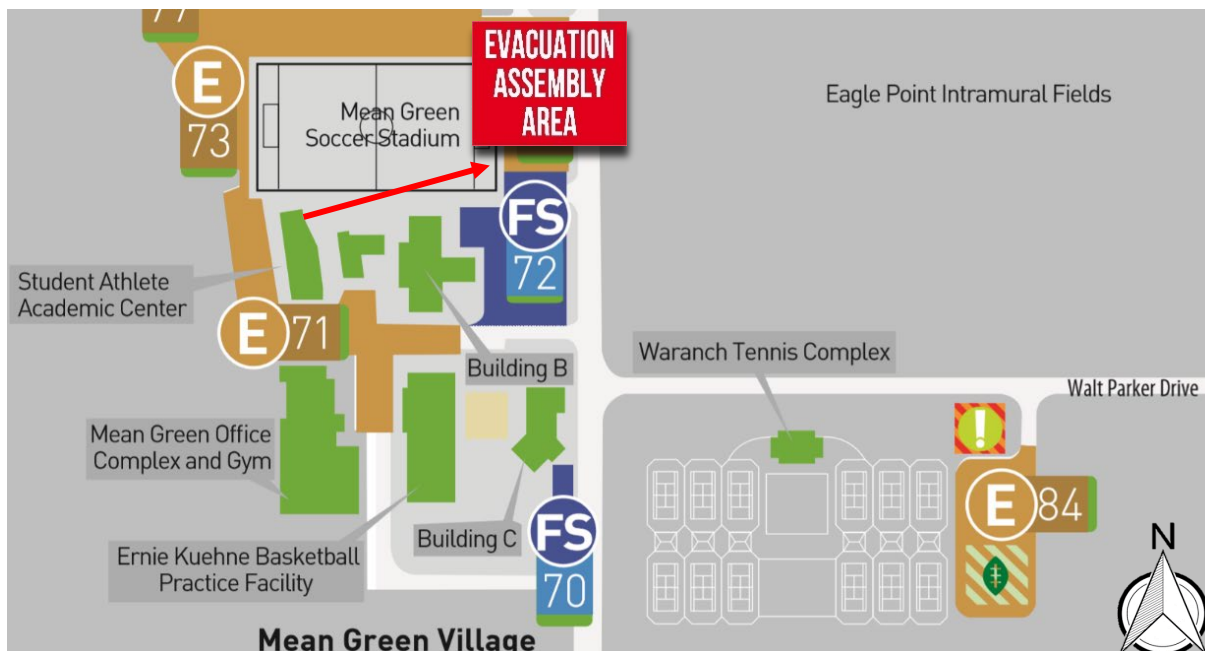 77
E
73
Mean Green
Soccer Stadium
EVACUATION
ASSEMBLY
AREA
Eagle Point Intramural Fields
FS
72
Student Athlete
Academic Center
E
71
Building B
Waranch Tennis Complex
Walt Parker Drive
Mean Green Office
Complex and Gym
!
E
84
Building C
FS
70
Ernie Kuehne Basketball
Practice Facility
N
Mean Green Village